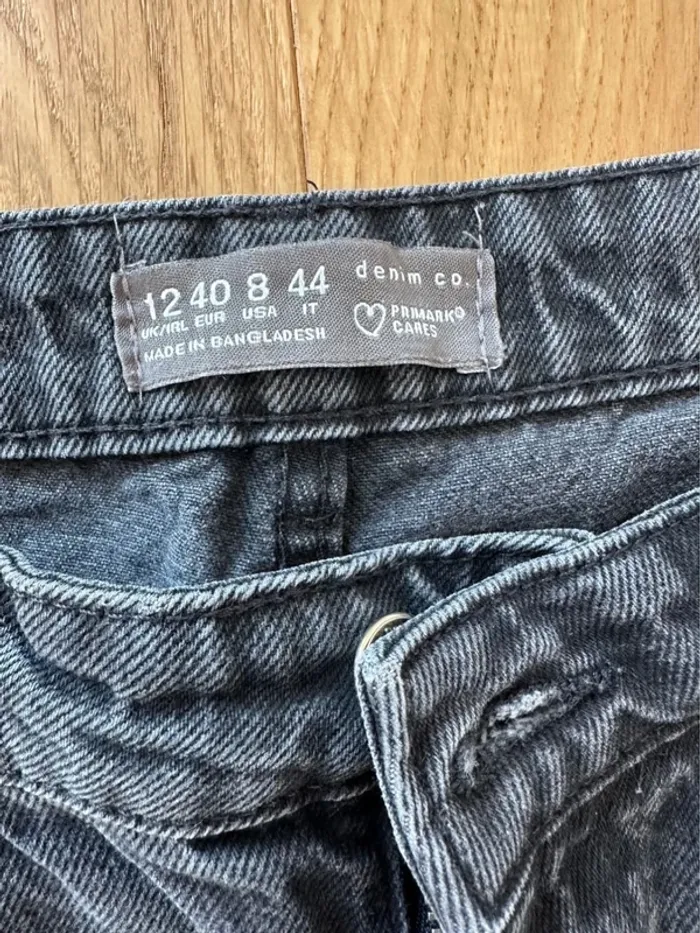 12 40 8 44
UK/IRL EUR USA IT
MADE IN BANGLADESH
denim co.
PRIMARK®
CARES